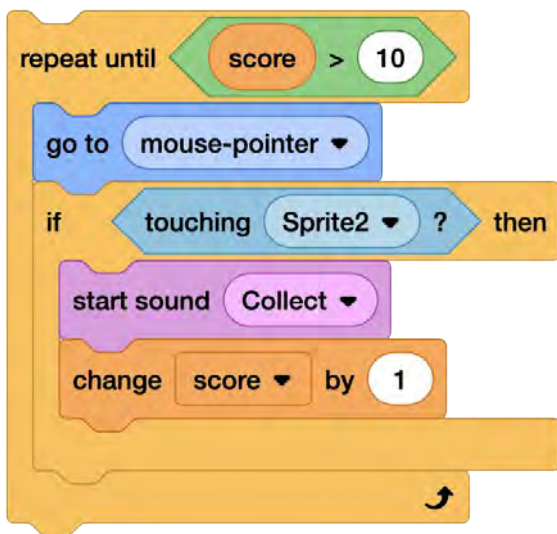 repeat until score > 10
go to mouse-pointer
if touching Sprite2 ? then
start sound Collect
change score by 1